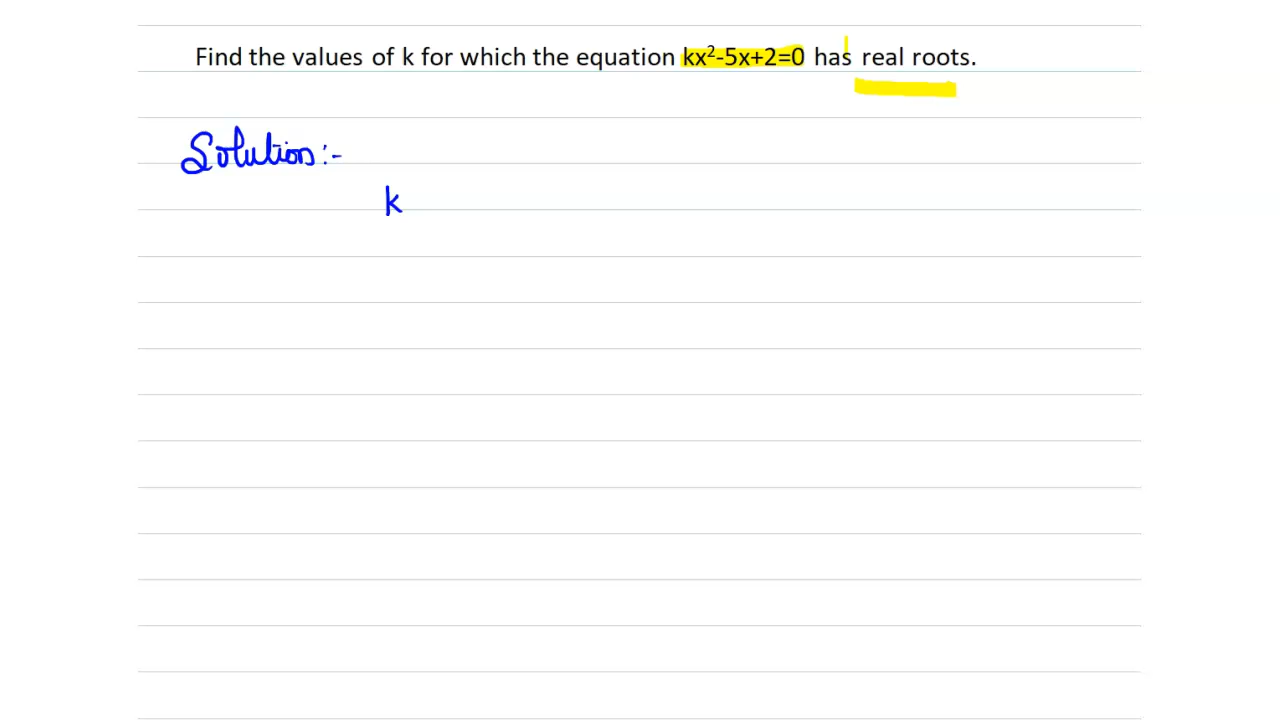 Find the values of k for which the equation kx²-5x+2=0 has real roots.
Solution:-
k